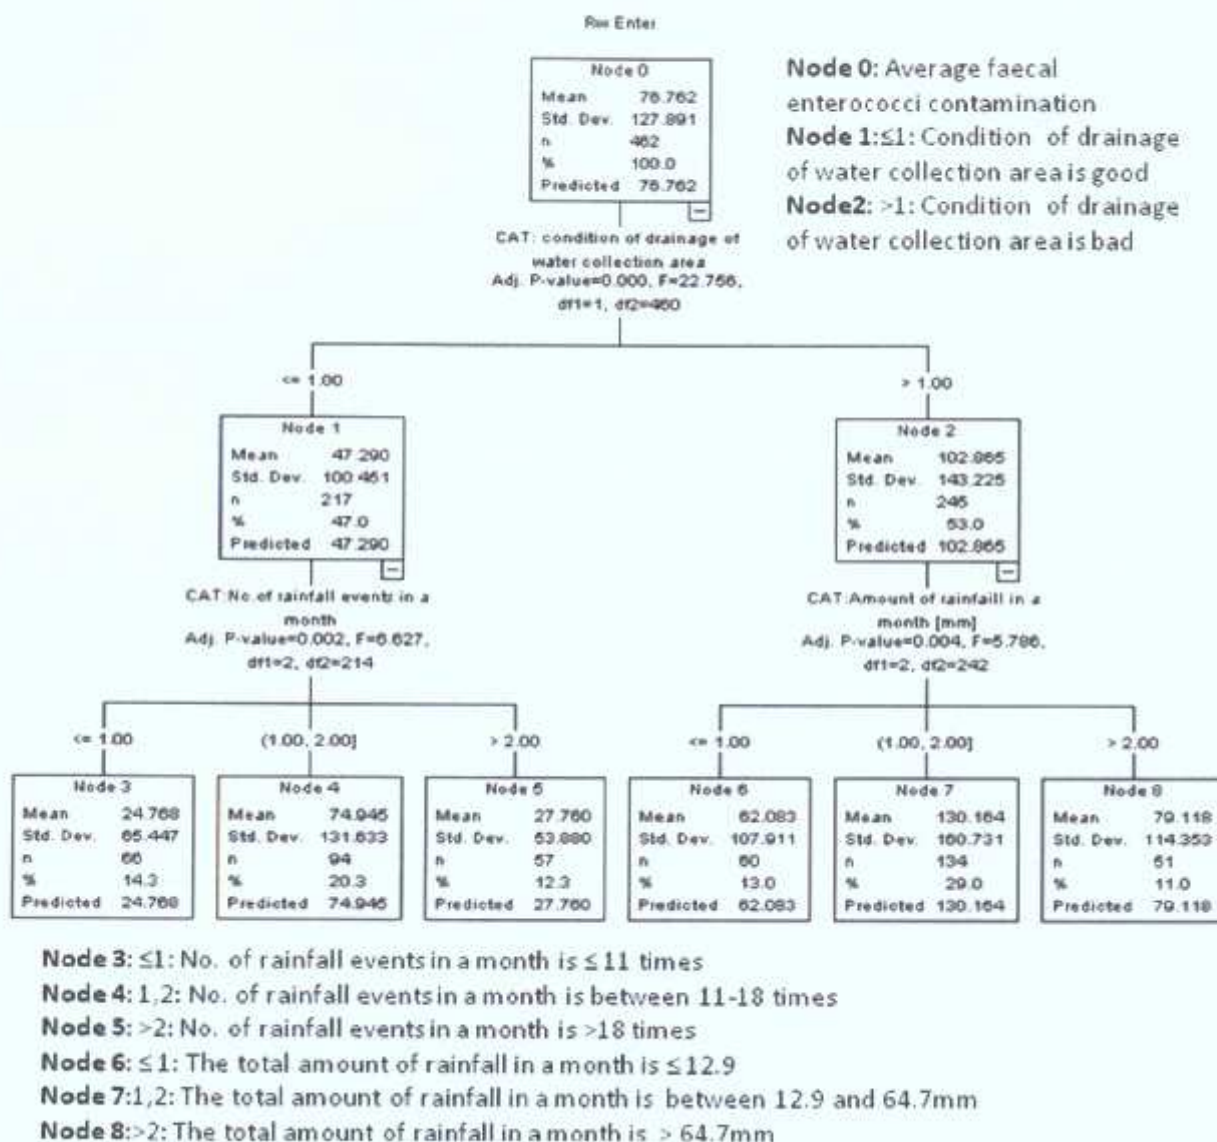 Raw Enter
Node 0
Mean 76.762
Std. Dev. 127.891
n 462
% 100.0
Predicted 76.762
Node 0: Average faecal
enterococci contamination
Node 1:≤1: Condition of drainage
of water collection area is good
Node2: >1: Condition of drainage
of water collection area is bad
CAT: condition of drainage of
water collection area
Adj. P-value=0.000, F=22.756,
df1=1, df2=460
<= 1.00
> 1.00
Node 1
Mean 47.290
Std. Dev. 100.451
n 217
% 47.0
Predicted 47.290
Node 2
Mean 102.865
Std. Dev. 143.225
n 245
% 53.0
Predicted 102.865
CAT:No.of rainfall events in a
month
Adj. P-value=0.002, F=6.627,
df1=2, df2=214
CAT:Amount of rainfaill in a
month [mm]
Adj. P-value=0.004, F=5.786,
df1=2, df2=242
<= 1.00
(1.00, 2.00]
> 2.00
<= 1.00
(1.00, 2.00]
> 2.00
Node 3
Mean 24.768
Std. Dev. 65.447
n 66
% 14.3
Predicted 24.768
Node 4
Mean 74.945
Std. Dev. 131.633
n 94
% 20.3
Predicted 74.945
Node 5
Mean 27.760
Std. Dev. 53.880
n 57
% 12.3
Predicted 27.760
Node 6
Mean 62.083
Std. Dev. 107.911
n 60
% 13.0
Predicted 62.083
Node 7
Mean 130.164
Std. Dev. 160.731
n 134
% 29.0
Predicted 130.164
Node 8
Mean 79.118
Std. Dev. 114.353
n 51
% 11.0
Predicted 79.118
Node 3: ≤1: No. of rainfall events in a month is ≤ 11 times
Node 4: 1,2: No. of rainfall events in a month is between 11-18 times
Node 5: >2: No. of rainfall events in a month is >18 times
Node 6: ≤ 1: The total amount of rainfall in a month is ≤ 12.9
Node 7:1,2: The total amount of rainfall in a month is between 12.9 and 64.7mm
Node 8:>2: The total amount of rainfall in a month is > 64.7mm